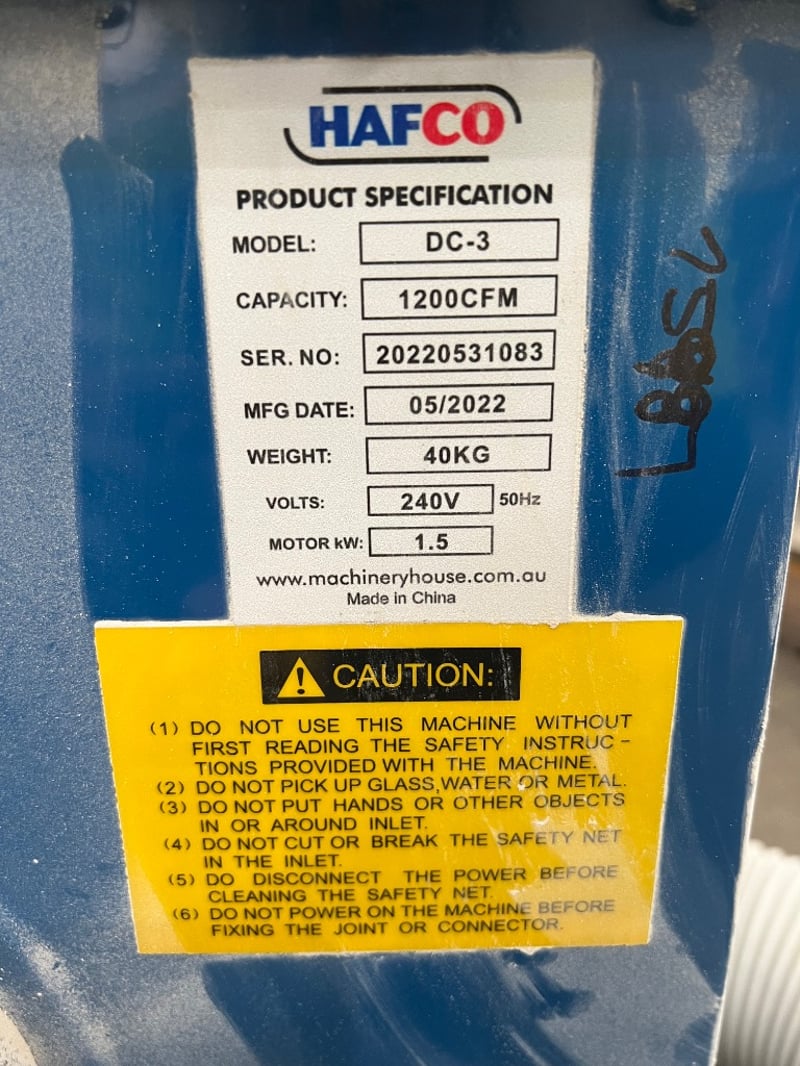 HAFCO
PRODUCT SPECIFICATION
MODEL: DC-3
CAPACITY: 1200CFM
SER. NO: 20220531083
MFG DATE: 05/2022
WEIGHT: 40KG
VOLTS: 240V 50Hz
MOTOR kW: 1.5
www.machineryhouse.com.au
Made in China
CAUTION:
(1) DO NOT USE THIS MACHINE WITHOUT
FIRST READING THE SAFETY INSTRUC-
TIONS PROVIDED WITH THE MACHINE.
(2) DO NOT PICK UP GLASS,WATER OR METAL.
(3) DO NOT PUT HANDS OR OTHER OBJECTS
IN OR AROUND INLET.
(4) DO NOT CUT OR BREAK THE SAFETY NET
IN THE INLET.
(5) DO DISCONNECT THE POWER BEFORE
CLEANING THE SAFETY NET.
(6) DO NOT POWER ON THE MACHINE BEFORE
FIXING THE JOINT OR CONNECTOR.